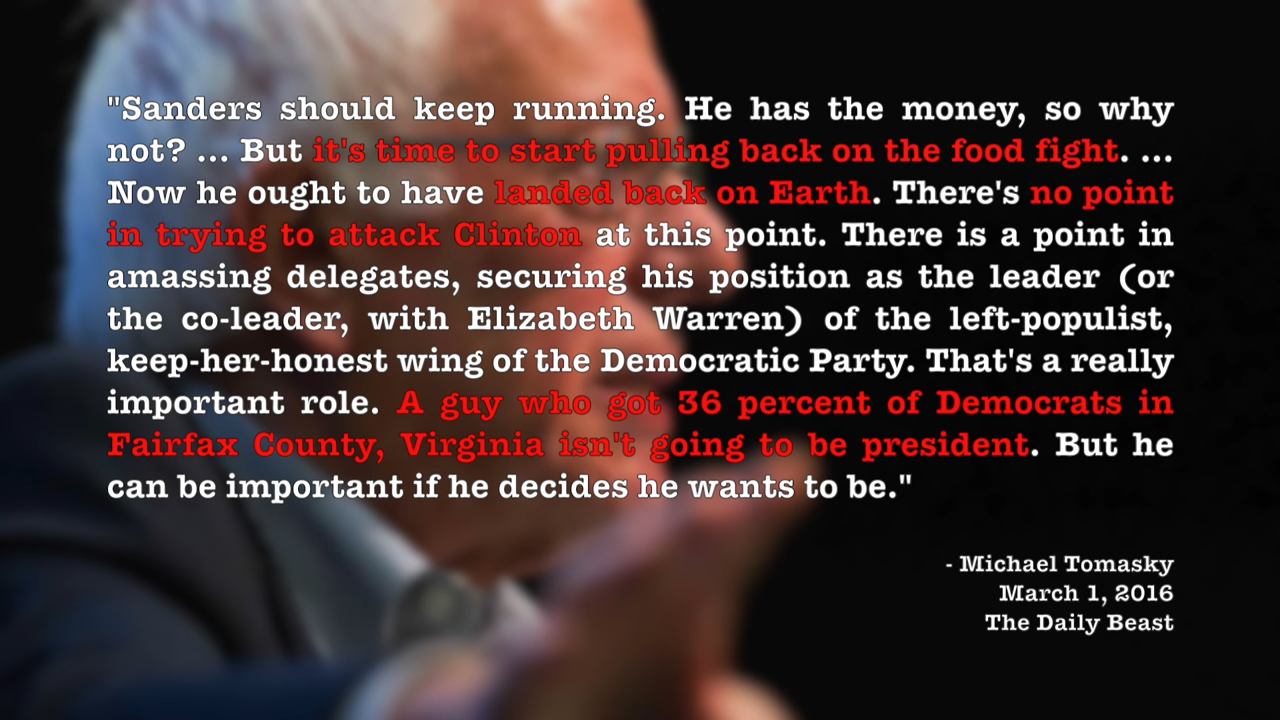 "Sanders should keep running. He has the money, so why
not? ... But it's time to start pulling back on the food fight. ...
Now he ought to have landed back on Earth. There's no point
in trying to attack Clinton at this point. There is a point in
amassing delegates, securing his position as the leader (or
the co-leader, with Elizabeth Warren) of the left-populist,
keep-her-honest wing of the Democratic Party. That's a really
important role. A guy who got 36 percent of Democrats in
Fairfax County, Virginia isn't going to be president. But he
can be important if he decides he wants to be."
- Michael Tomasky
March 1, 2016
The Daily Beast